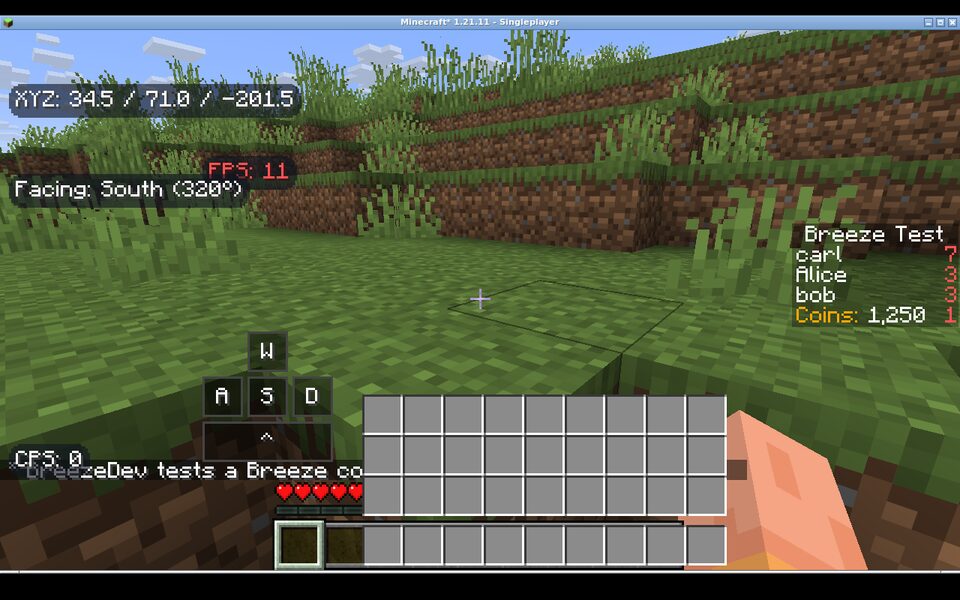 Minecraft* 1.21.11 - Singleplayer
XYZ: 34.5 / 71.0 / -201.5
FPS: 11
Facing: South (320°)
Breeze Test
carl 7
Alice 3
bob 3
Coins: 1,250 1
W
A S D
^
CPS: 0
BreezeDev tests a Breeze co